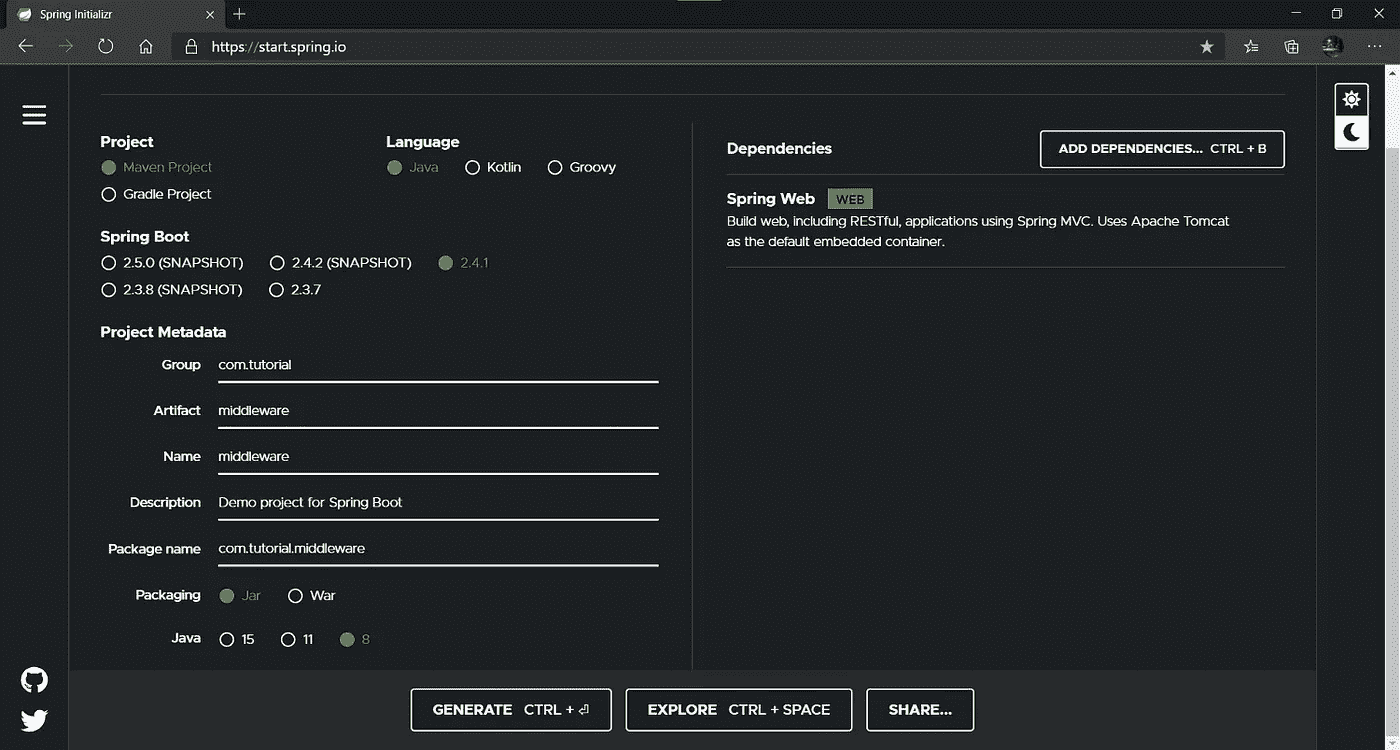 Spring Initializr
https://start.spring.io
Project
Maven Project
Gradle Project
Language
Java Kotlin Groovy
Spring Boot
2.5.0 (SNAPSHOT) 2.4.2 (SNAPSHOT) 2.4.1
2.3.8 (SNAPSHOT) 2.3.7
Project Metadata
Group com.tutorial
Artifact middleware
Name middleware
Description Demo project for Spring Boot
Package name com.tutorial.middleware
Packaging Jar War
Java 15 11 8
Dependencies
ADD DEPENDENCIES... CTRL + B
Spring Web WEB
Build web, including RESTful, applications using Spring MVC. Uses Apache Tomcat
as the default embedded container.
GENERATE CTRL + ⏎
EXPLORE CTRL + SPACE
SHARE...